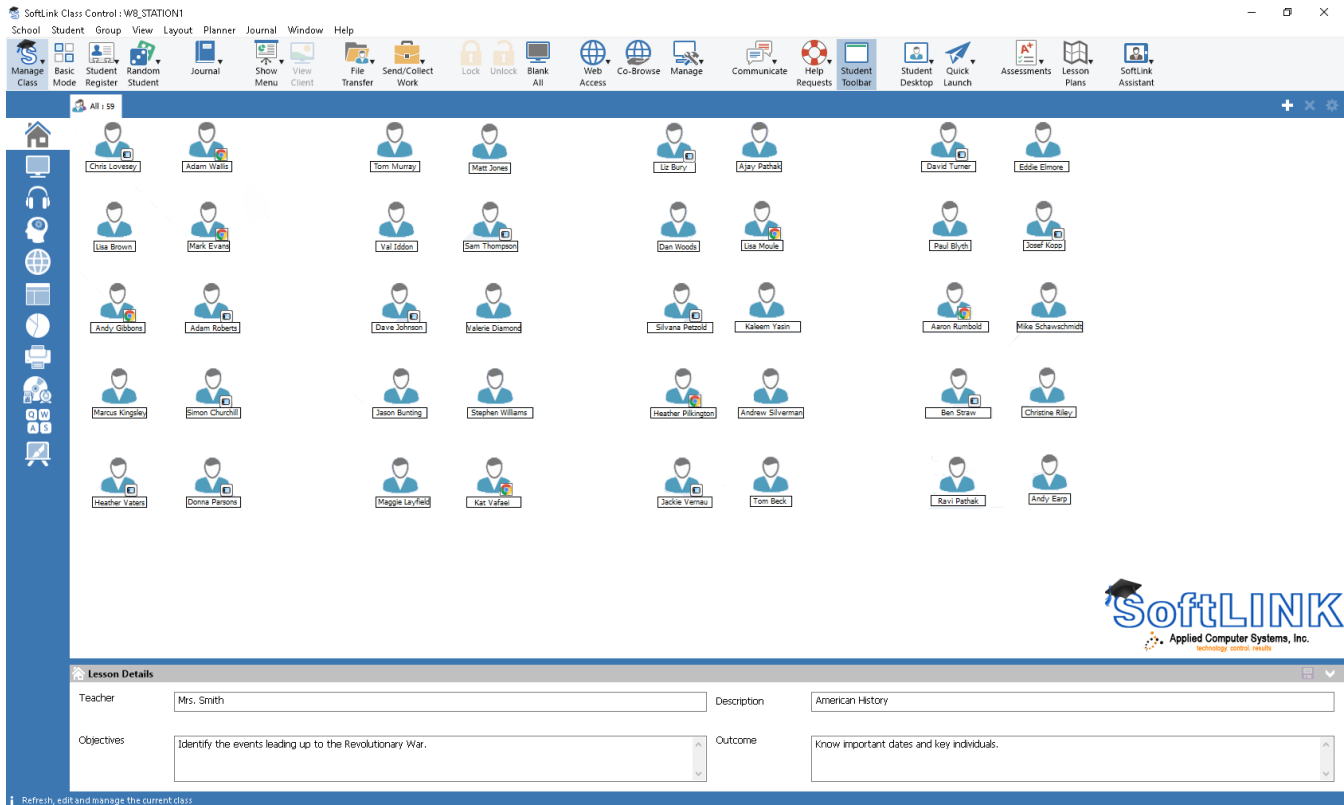 SoftLink Class Control : W8_STATION1
School Student Group View Layout Planner Journal Window Help
Manage Class
Basic Mode
Student Register
Random Student
Journal
Show Menu
View Client
File Transfer
Send/Collect Work
Lock
Unlock
Blank All
Web Access
Co-Browse
Manage
Communicate
Help Requests
Student Toolbar
Student Desktop
Quick Launch
Assessments
Lesson Plans
SoftLink Assistant
All : 59
Chris Lovesey Adam Wallis Tom Murray Matt Jones Liz Bury Ajay Pathak David Turner Eddie Elmore
Lisa Brown Mark Evans Val Iddon Sam Thompson Dan Woods Lisa Moule Paul Blyth Josef Kopp
Andy Gibbons Adam Roberts Dave Johnson Valerie Diamond Silvana Petzold Kaleem Yasin Aaron Rumbold Mike Schawschmidt
Marcus Kingsley Simon Churchill Jason Bunting Stephen Williams Heather Pilkington Andrew Silverman Ben Straw Christine Riley
Heather Vaters Donna Parsons Maggie Layfield Kat Vafaei Jackie Vernau Tom Beck Ravi Pathak Andy Earp
Q W
A S
SoftLINK
Applied Computer Systems, Inc.
technology. control. results
Lesson Details
Teacher Mrs. Smith Description American History
Objectives Identify the events leading up to the Revolutionary War. Outcome Know important dates and key individuals.
Refresh, edit and manage the current class